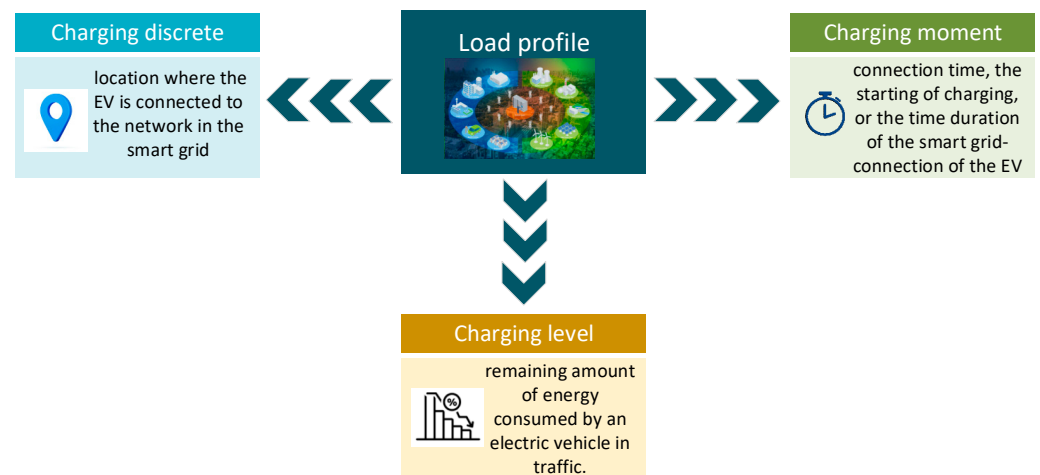 Charging discrete
location where the
EV is connected to
the network in the
smart grid
Load profile
Charging moment
connection time, the
starting of charging,
or the time duration
of the smart grid-
connection of the EV
Charging level
%
remaining amount
of energy
consumed by an
electric vehicle in
traffic.